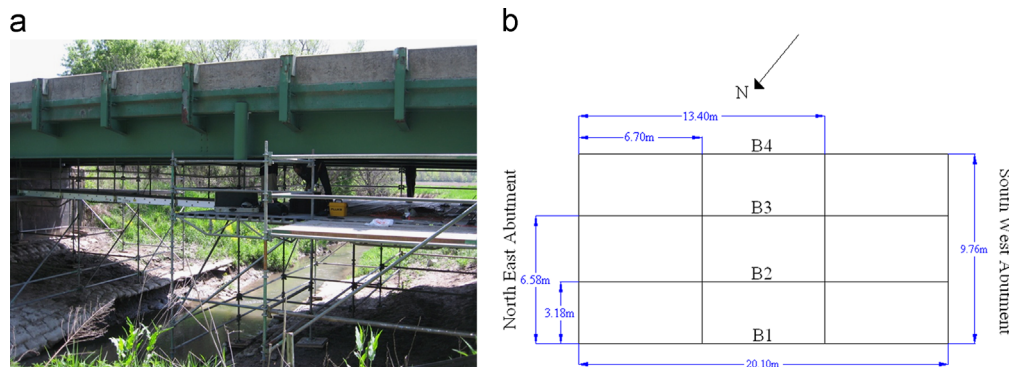 a
b
N
13.40m
6.70m
B4
B3
B2
B1
North East Abutment
South West Abutment
9.76m
6.58m
3.18m
20.10m